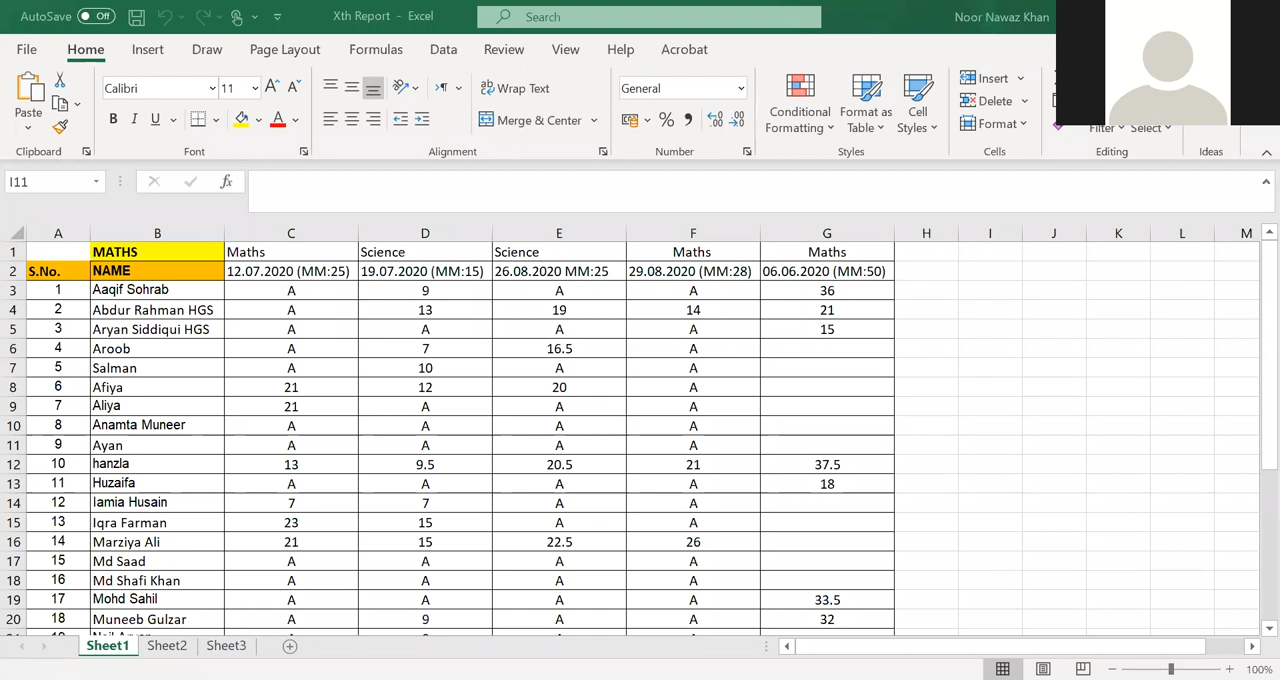 AutoSave Off Xth Report - Excel Search Noor Nawaz Khan
File Home Insert Draw Page Layout Formulas Data Review View Help Acrobat
Calibri 11 A A Wrap Text General Insert
Paste B I U A Merge & Center % Conditional Formatting Format as Table Cell Styles Delete
Format Filter Select
Clipboard Font Alignment Number Styles Cells Editing Ideas
I11 fx
A B C D E F G H I J K L M
1 MATHS Maths Science Science Maths Maths
2 S.No. NAME 12.07.2020 (MM:25) 19.07.2020 (MM:15) 26.08.2020 MM:25 29.08.2020 (MM:28) 06.06.2020 (MM:50)
3 1 Aaqif Sohrab A 9 A A 36
4 2 Abdur Rahman HGS A 13 19 14 21
5 3 Aryan Siddiqui HGS A A A A 15
6 4 Aroob A 7 16.5 A
7 5 Salman A 10 A A
8 6 Afiya 21 12 20 A
9 7 Aliya 21 A A A
10 8 Anamta Muneer A A A A
11 9 Ayan A A A A
12 10 hanzla 13 9.5 20.5 21 37.5
13 11 Huzaifa A A A A 18
14 12 Iamia Husain 7 7 A A
15 13 Iqra Farman 23 15 A A
16 14 Marziya Ali 21 15 22.5 26
17 15 Md Saad A A A A
18 16 Md Shafi Khan A A A A
19 17 Mohd Sahil A A A A 33.5
20 18 Muneeb Gulzar A 9 A A 32
Sheet1 Sheet2 Sheet3
100%